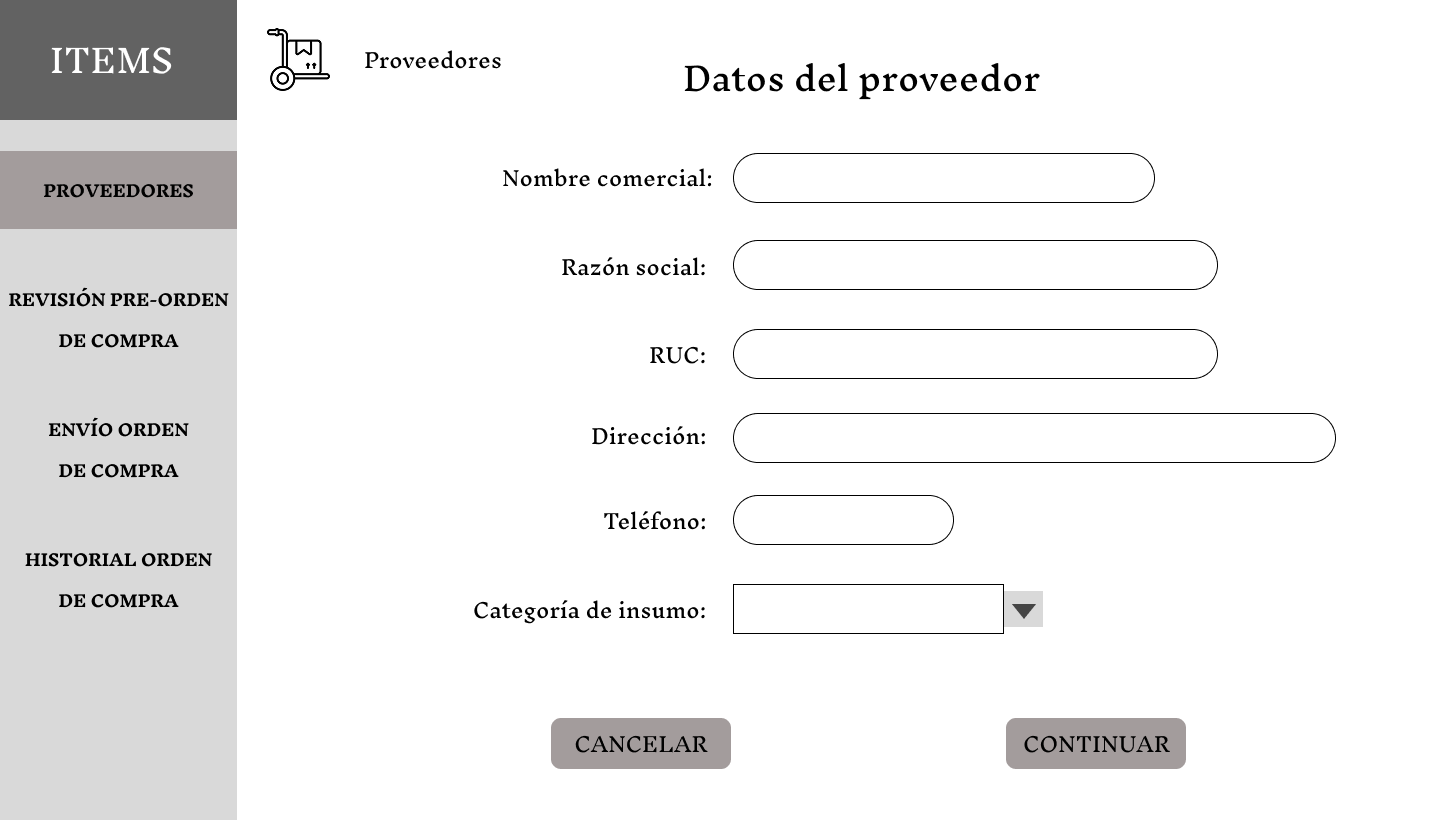 ITEMS
PROVEEDORES
REVISIÓN PRE-ORDEN
DE COMPRA
ENVÍO ORDEN
DE COMPRA
HISTORIAL ORDEN
DE COMPRA
Proveedores
Datos del proveedor
Nombre comercial:
Razón social:
RUC:
Dirección:
Teléfono:
Categoría de insumo:
CANCELAR
CONTINUAR